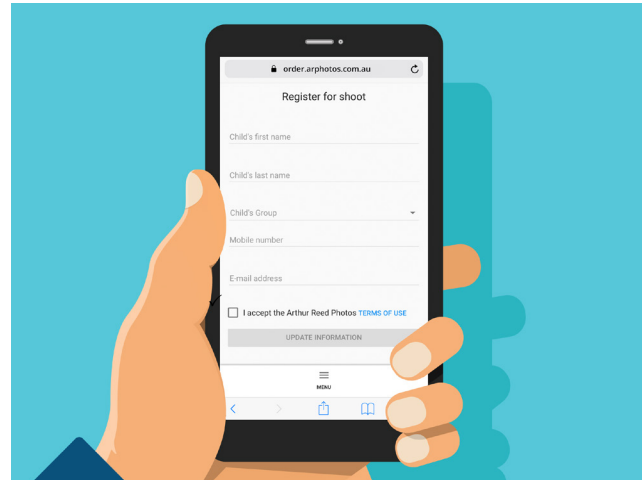 order.arphotos.com.au
Register for shoot
Child's first name
Child's last name
Child's Group
Mobile number
E-mail address
I accept the Arthur Reed Photos TERMS OF USE
UPDATE INFORMATION
MENU